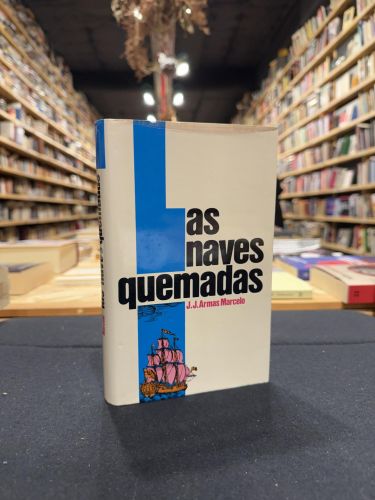 Las
naves
quemadas
J.J. Armas Marcelo